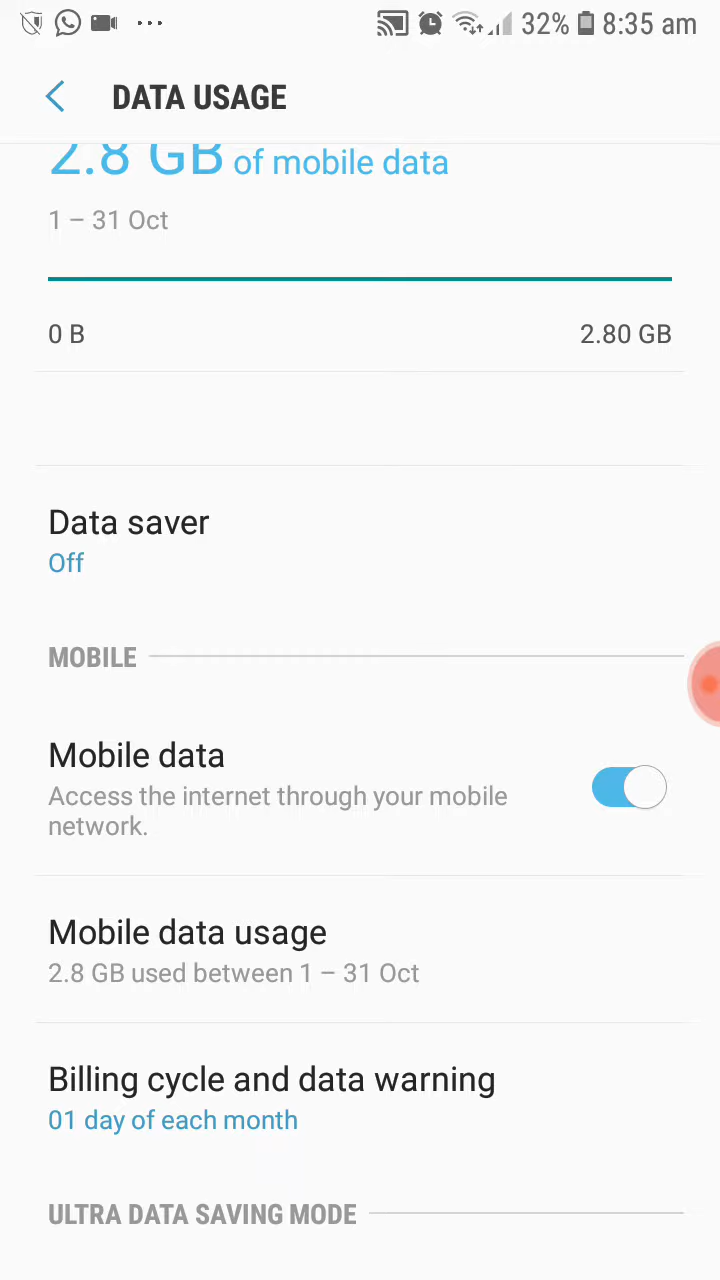 32% 8:35 am
DATA USAGE
2.8 GB of mobile data
1 – 31 Oct
0 B 2.80 GB
Data saver
Off
MOBILE
Mobile data
Access the internet through your mobile
network.
Mobile data usage
2.8 GB used between 1 – 31 Oct
Billing cycle and data warning
01 day of each month
ULTRA DATA SAVING MODE